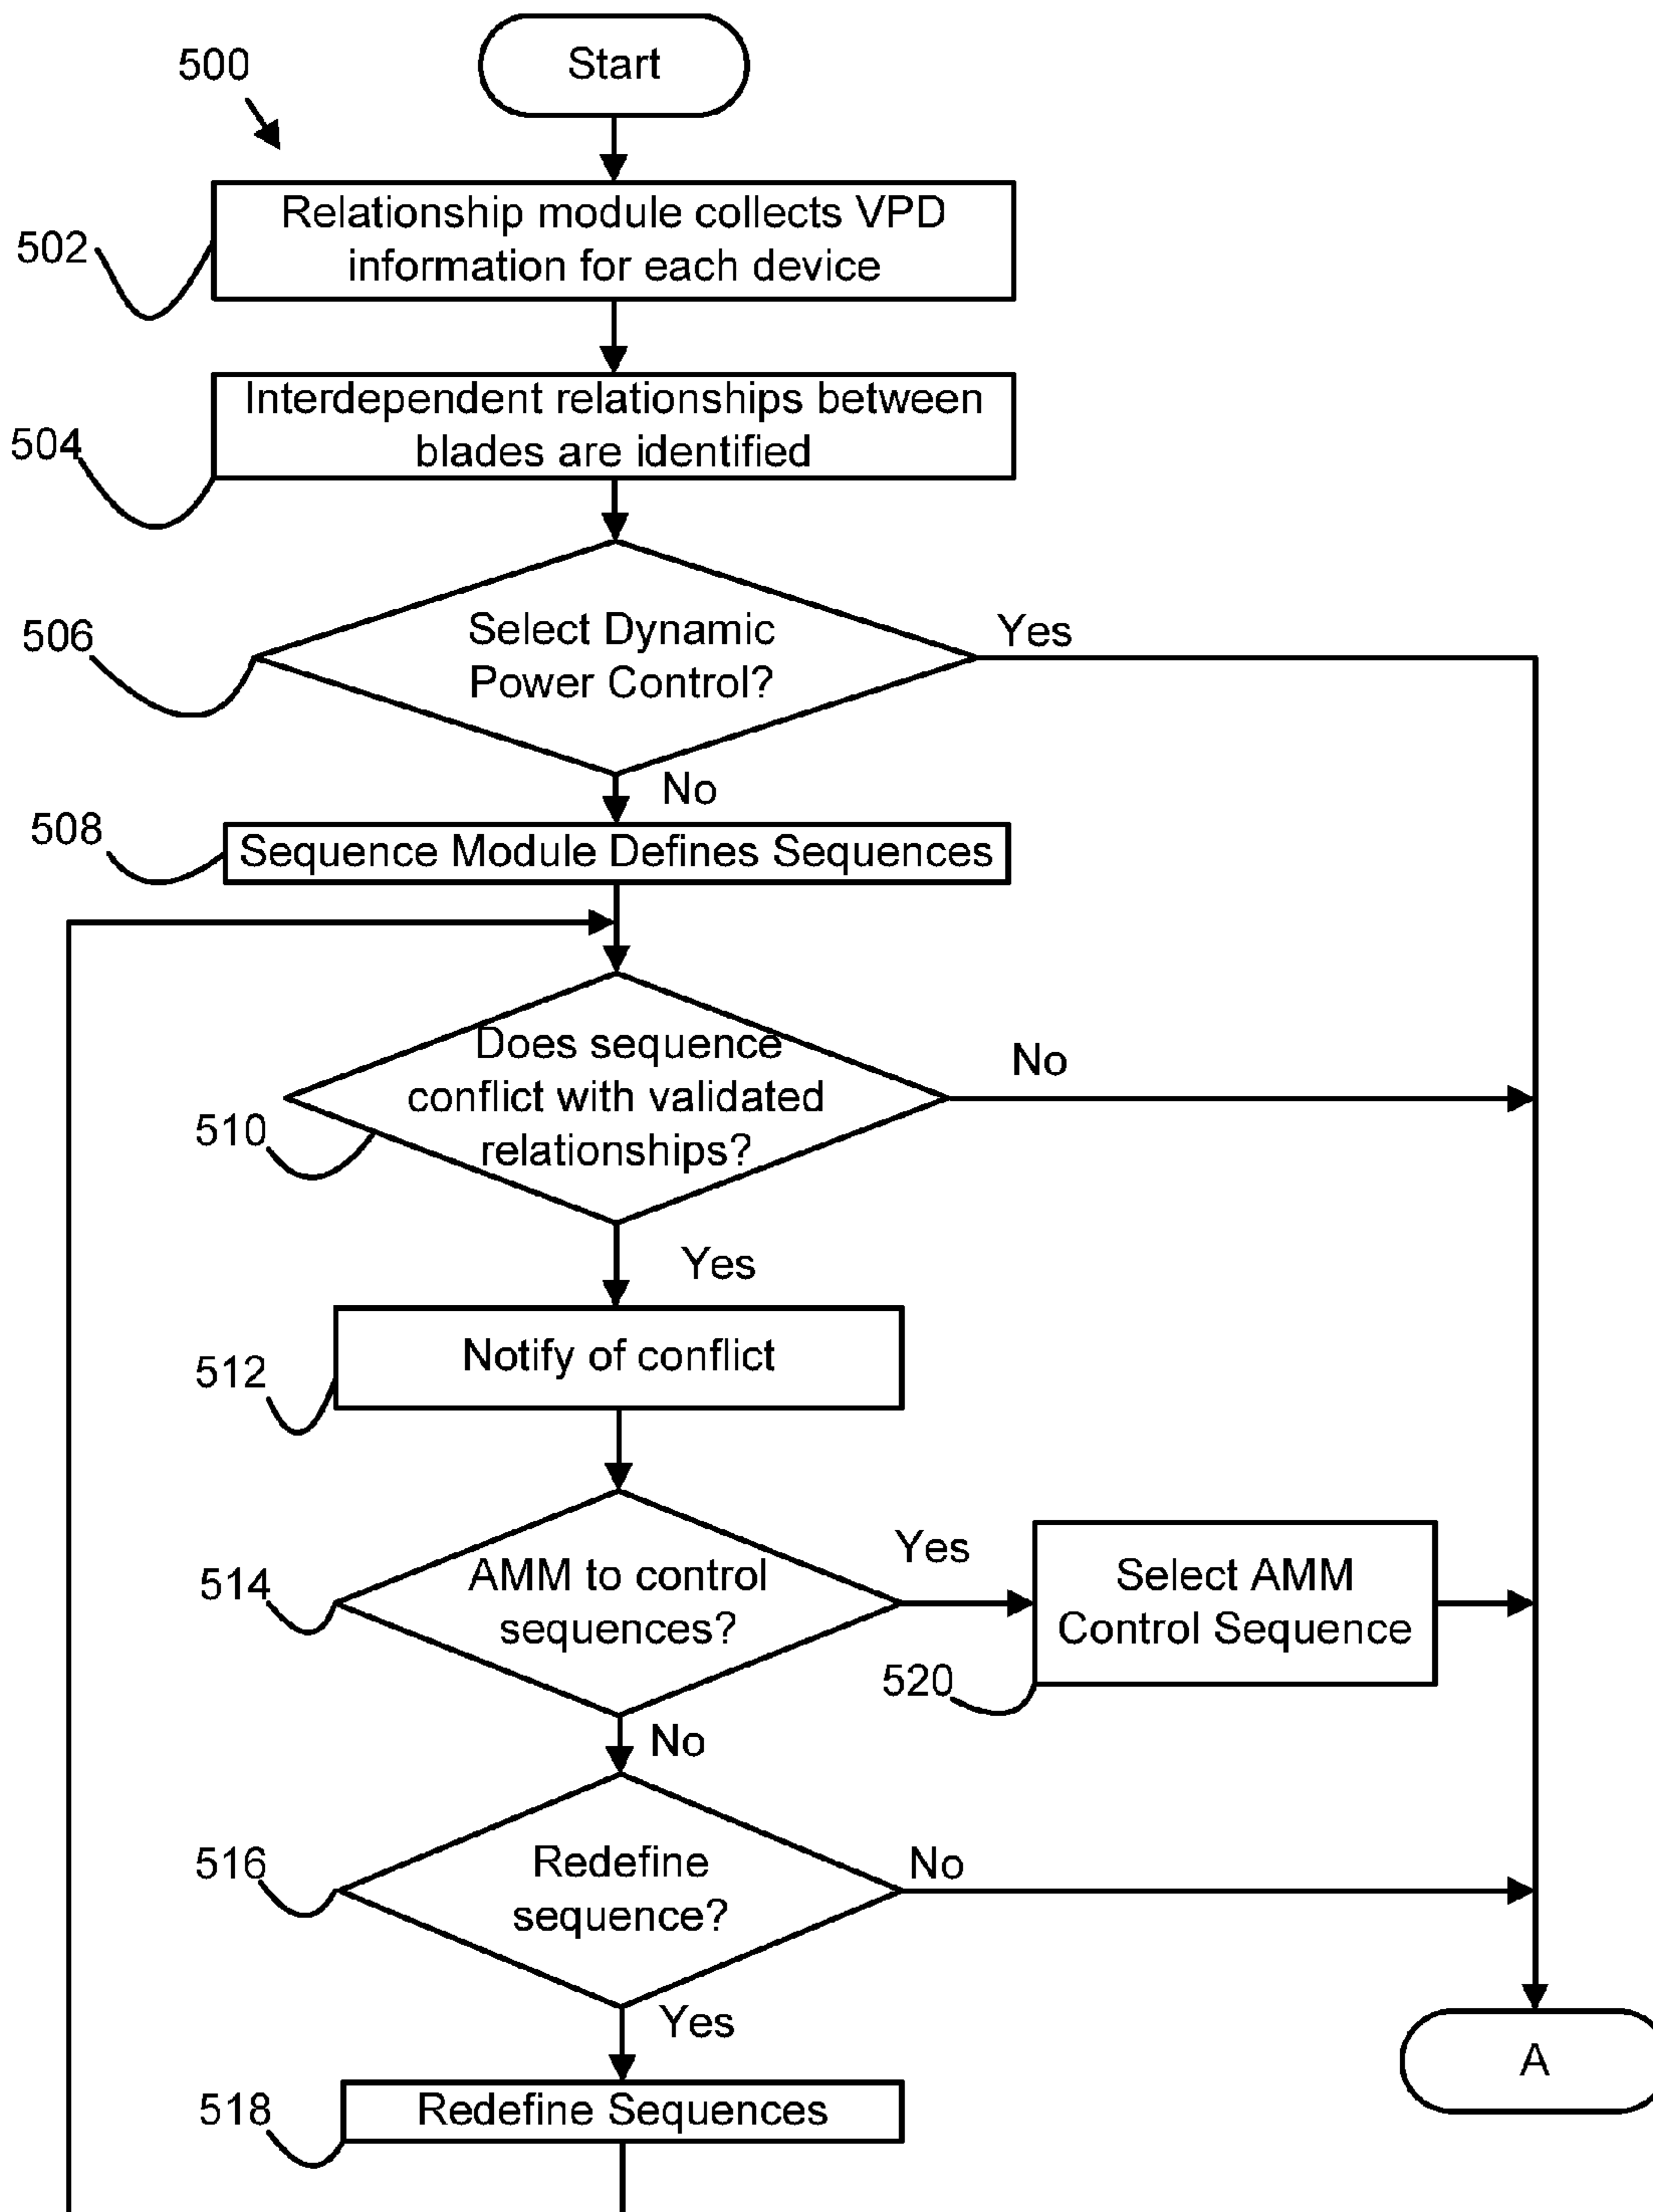 Start
500
Relationship module collects VPD
information for each device
502
Interdependent relationships between
blades are identified
504
Select Dynamic
Power Control?
506
Yes
No
508
Sequence Module Defines Sequences
Does sequence
conflict with validated
relationships?
No
510
Yes
Notify of conflict
512
AMM to control
sequences?
514
Yes
Select AMM
Control Sequence
520
No
Redefine
sequence?
516
No
Yes
A
518
Redefine Sequences